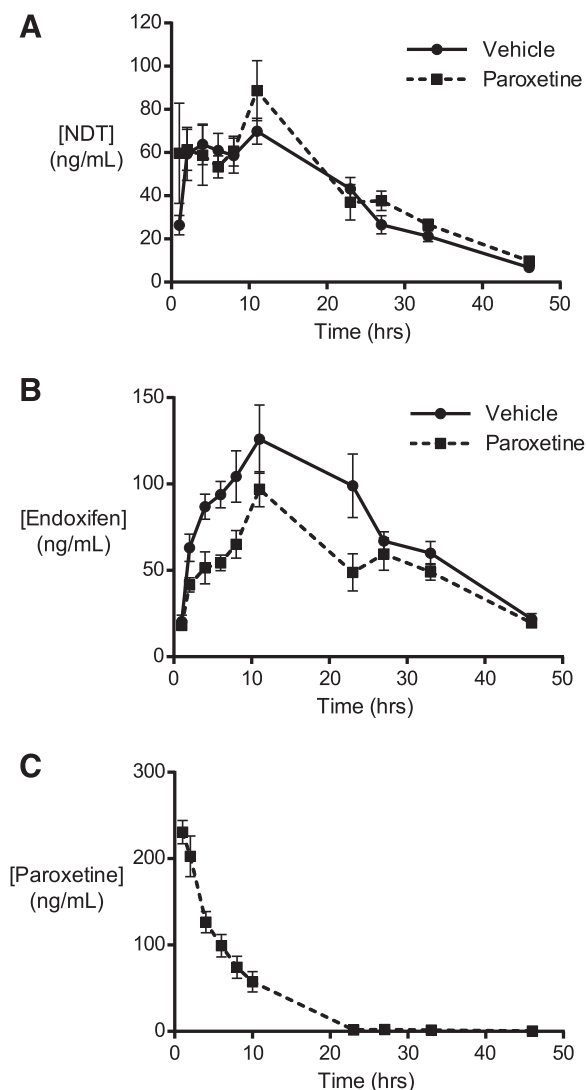 A
120
100
80
60
40
20
0
[NDT]
(ng/mL)
Vehicle
Paroxetine
0 10 20 30 40 50
Time (hrs)
B
150
100
50
0
[Endoxifen]
(ng/mL)
Vehicle
Paroxetine
0 10 20 30 40 50
Time (hrs)
C
300
200
100
0
[Paroxetine]
(ng/mL)
0 10 20 30 40 50
Time (hrs)